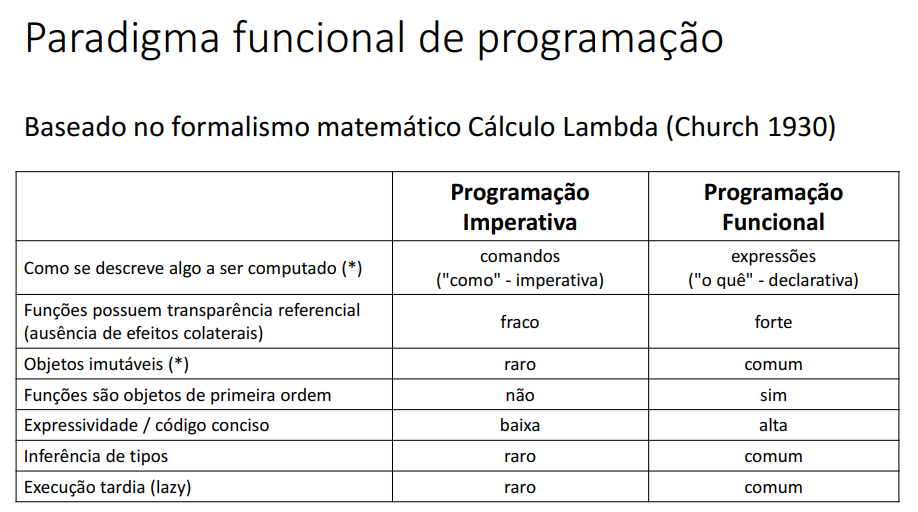 Paradigma funcional de programação
Baseado no formalismo matemático Cálculo Lambda (Church 1930)
Programação
Imperativa
Programação
Funcional
Como se descreve algo a ser computado (*)
comandos
("como" - imperativa)
expressões
("o quê" - declarativa)
Funções possuem transparência referencial
(ausência de efeitos colaterais)
fraco
forte
Objetos imutáveis (*)
raro
comum
Funções são objetos de primeira ordem
não
sim
Expressividade / código conciso
baixa
alta
Inferência de tipos
raro
comum
Execução tardia (lazy)
raro
comum